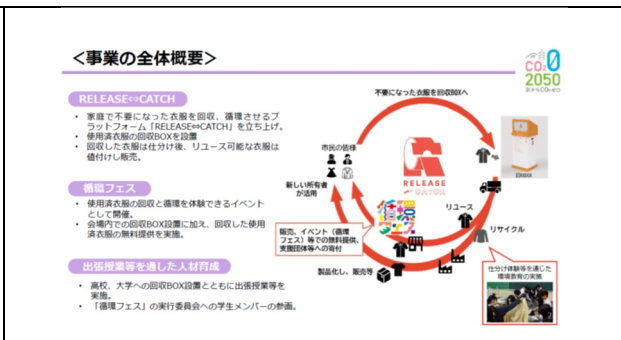 <事業の全体概要>
CO₂0
2050
京からCO₂ゼロ
RELEASE⇔CATCH
・ 家庭で不要になった衣服を回収、循環させるプ
ラットフォーム「RELEASE⇔CATCH」を立ち上げ。
・ 使用済衣服の回収BOXを設置
・ 回収した衣服は仕分け後、リユース可能な衣服は
値付けし販売。
循環フェス
・ 使用済衣服の回収と循環を体験できるイベント
として開催。
・ 会場内での回収BOX設置に加え、回収した使用
済衣服の無料提供を実施。
出張授業等を通した人材育成
・ 高校、大学への回収BOX設置とともに出張授業等を
実施。
・ 「循環フェス」の実行委員会への学生メンバーの参画。
不要になった衣服を回収BOXへ
市民の皆様
新しい所有者
が活用
RELEASE
回収BOX
リユース
リサイクル
販売、イベント（循環
フェス）等での無料提供、
支援団体等への寄付
製品化し、販売等
仕分け体験等を通じた
環境教育の実施